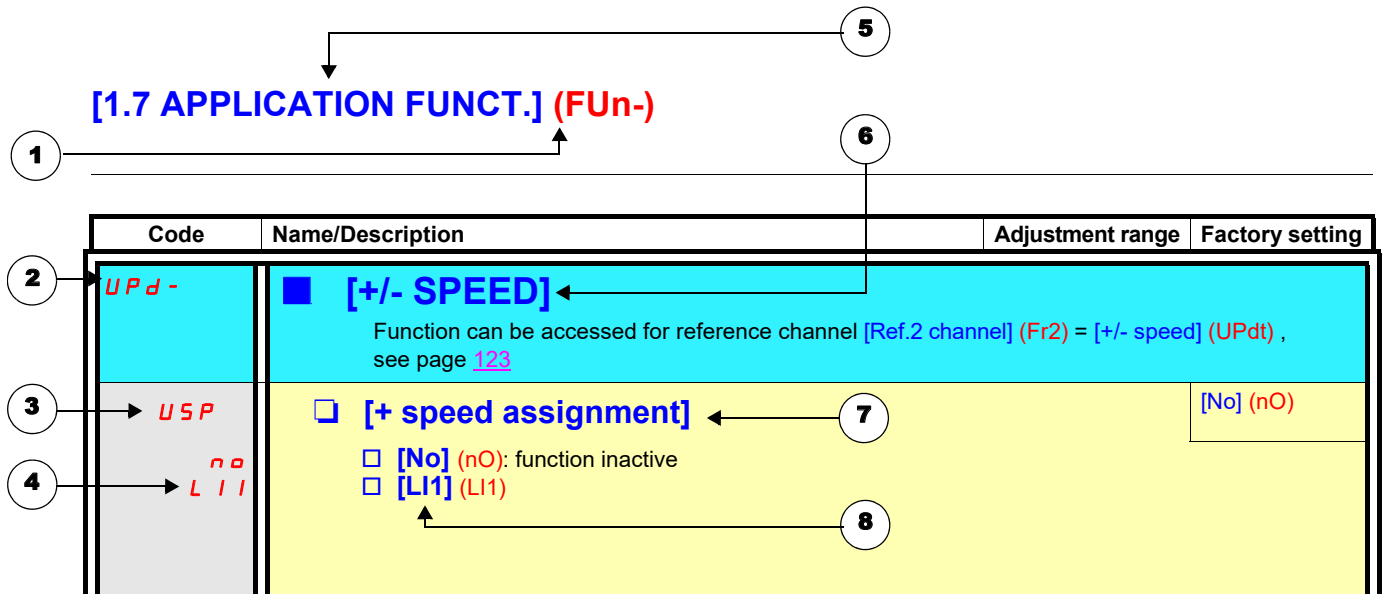 5
[1.7 APPLICATION FUNCT.] (FUn-)
1
6
Code Name/Description Adjustment range Factory setting
2
UPd- [+/- SPEED]
Function can be accessed for reference channel [Ref.2 channel] (Fr2) = [+/- speed] (UPdt) ,
see page 123
3
USP [+ speed assignment] 7 [No] (nO)
no [No] (nO): function inactive
4
LI1 [LI1] (LI1)
8